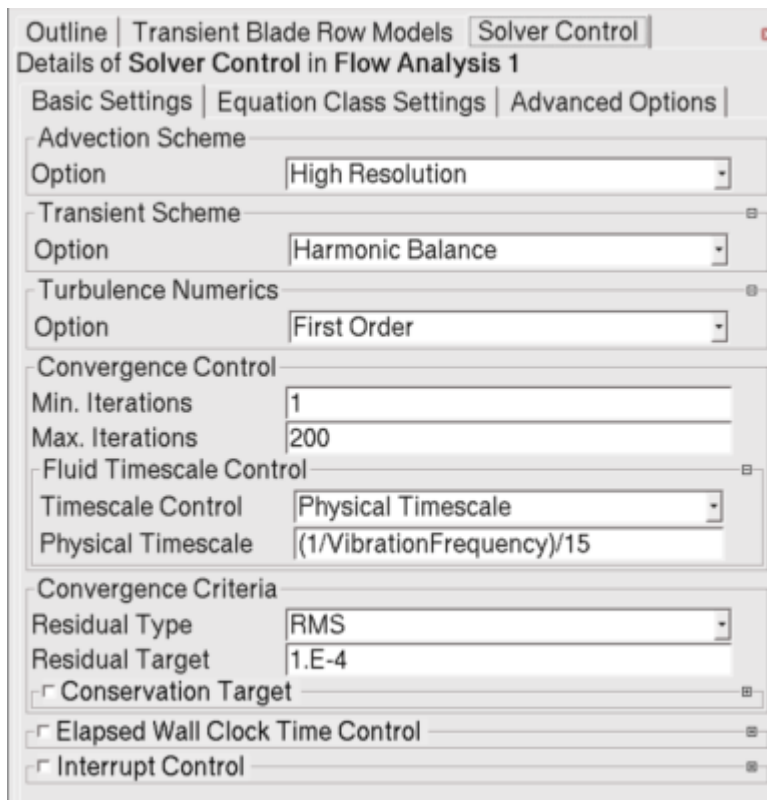 Outline | Transient Blade Row Models | Solver Control
Details of Solver Control in Flow Analysis 1
Basic Settings | Equation Class Settings | Advanced Options
Advection Scheme
Option High Resolution
Transient Scheme
Option Harmonic Balance
Turbulence Numerics
Option First Order
Convergence Control
Min. Iterations 1
Max. Iterations 200
Fluid Timescale Control
Timescale Control Physical Timescale
Physical Timescale (1/VibrationFrequency)/15
Convergence Criteria
Residual Type RMS
Residual Target 1.E-4
Conservation Target
Elapsed Wall Clock Time Control
Interrupt Control